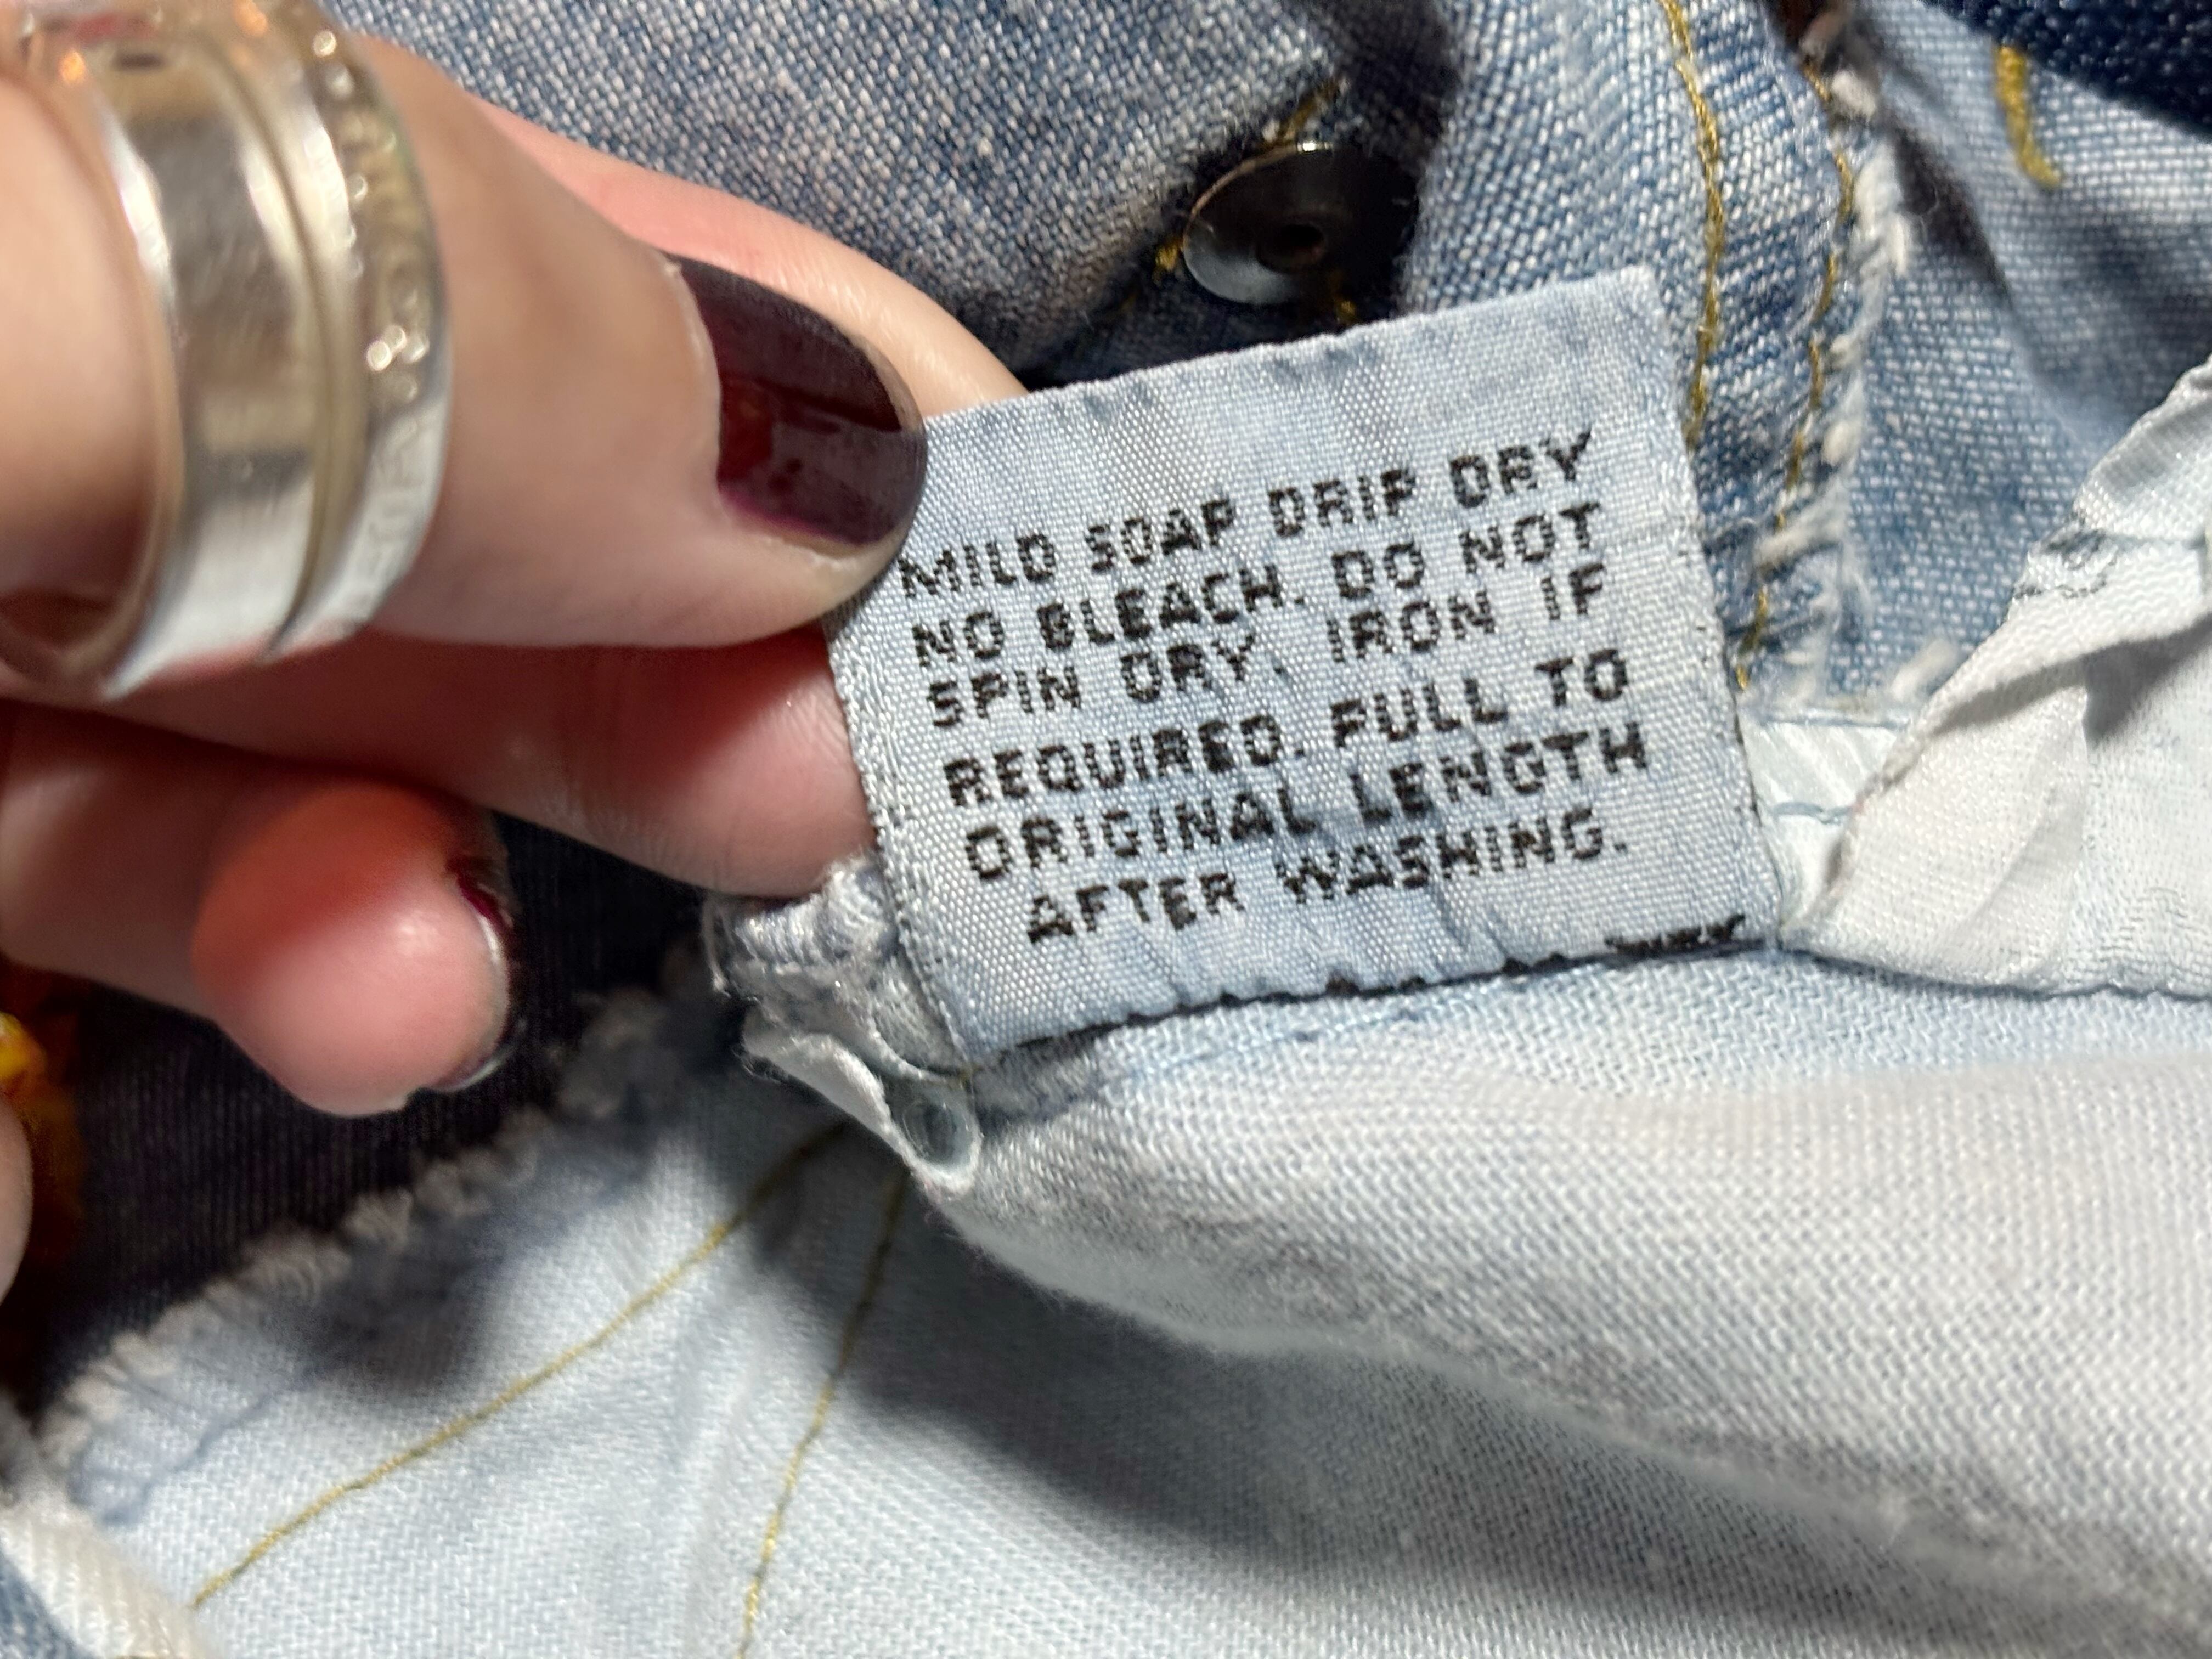 MILD SOAP DRIP DRY
NO BLEACH. DO NOT
SPIN DRY. IRON IF
REQUIRED. PULL TO
ORIGINAL LENGTH
AFTER WASHING.